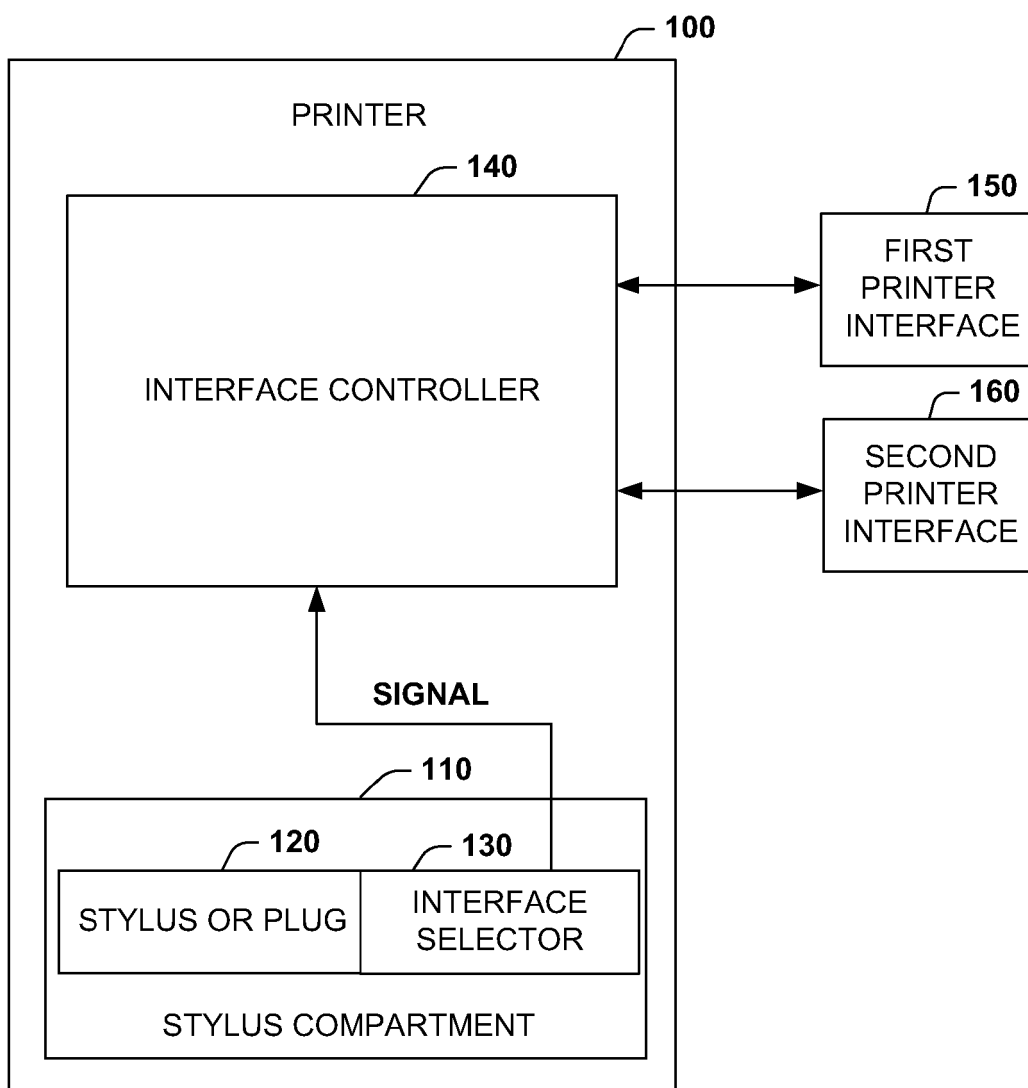 100
PRINTER
140
INTERFACE CONTROLLER
150
FIRST
PRINTER
INTERFACE
160
SECOND
PRINTER
INTERFACE
SIGNAL
110
120
STYLUS OR PLUG
130
INTERFACE
SELECTOR
STYLUS COMPARTMENT